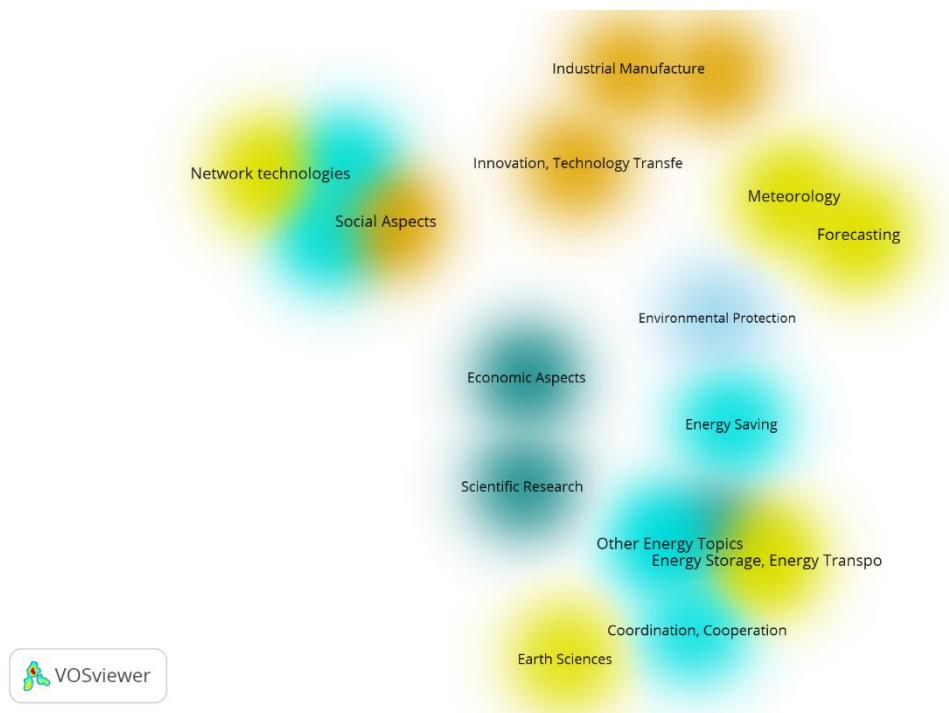 Industrial Manufacture
Innovation, Technology Transfe
Network technologies
Meteorology
Social Aspects
Forecasting
Environmental Protection
Economic Aspects
Energy Saving
Scientific Research
Other Energy Topics
Energy Storage, Energy Transpo
Coordination, Cooperation
Earth Sciences
VOSviewer